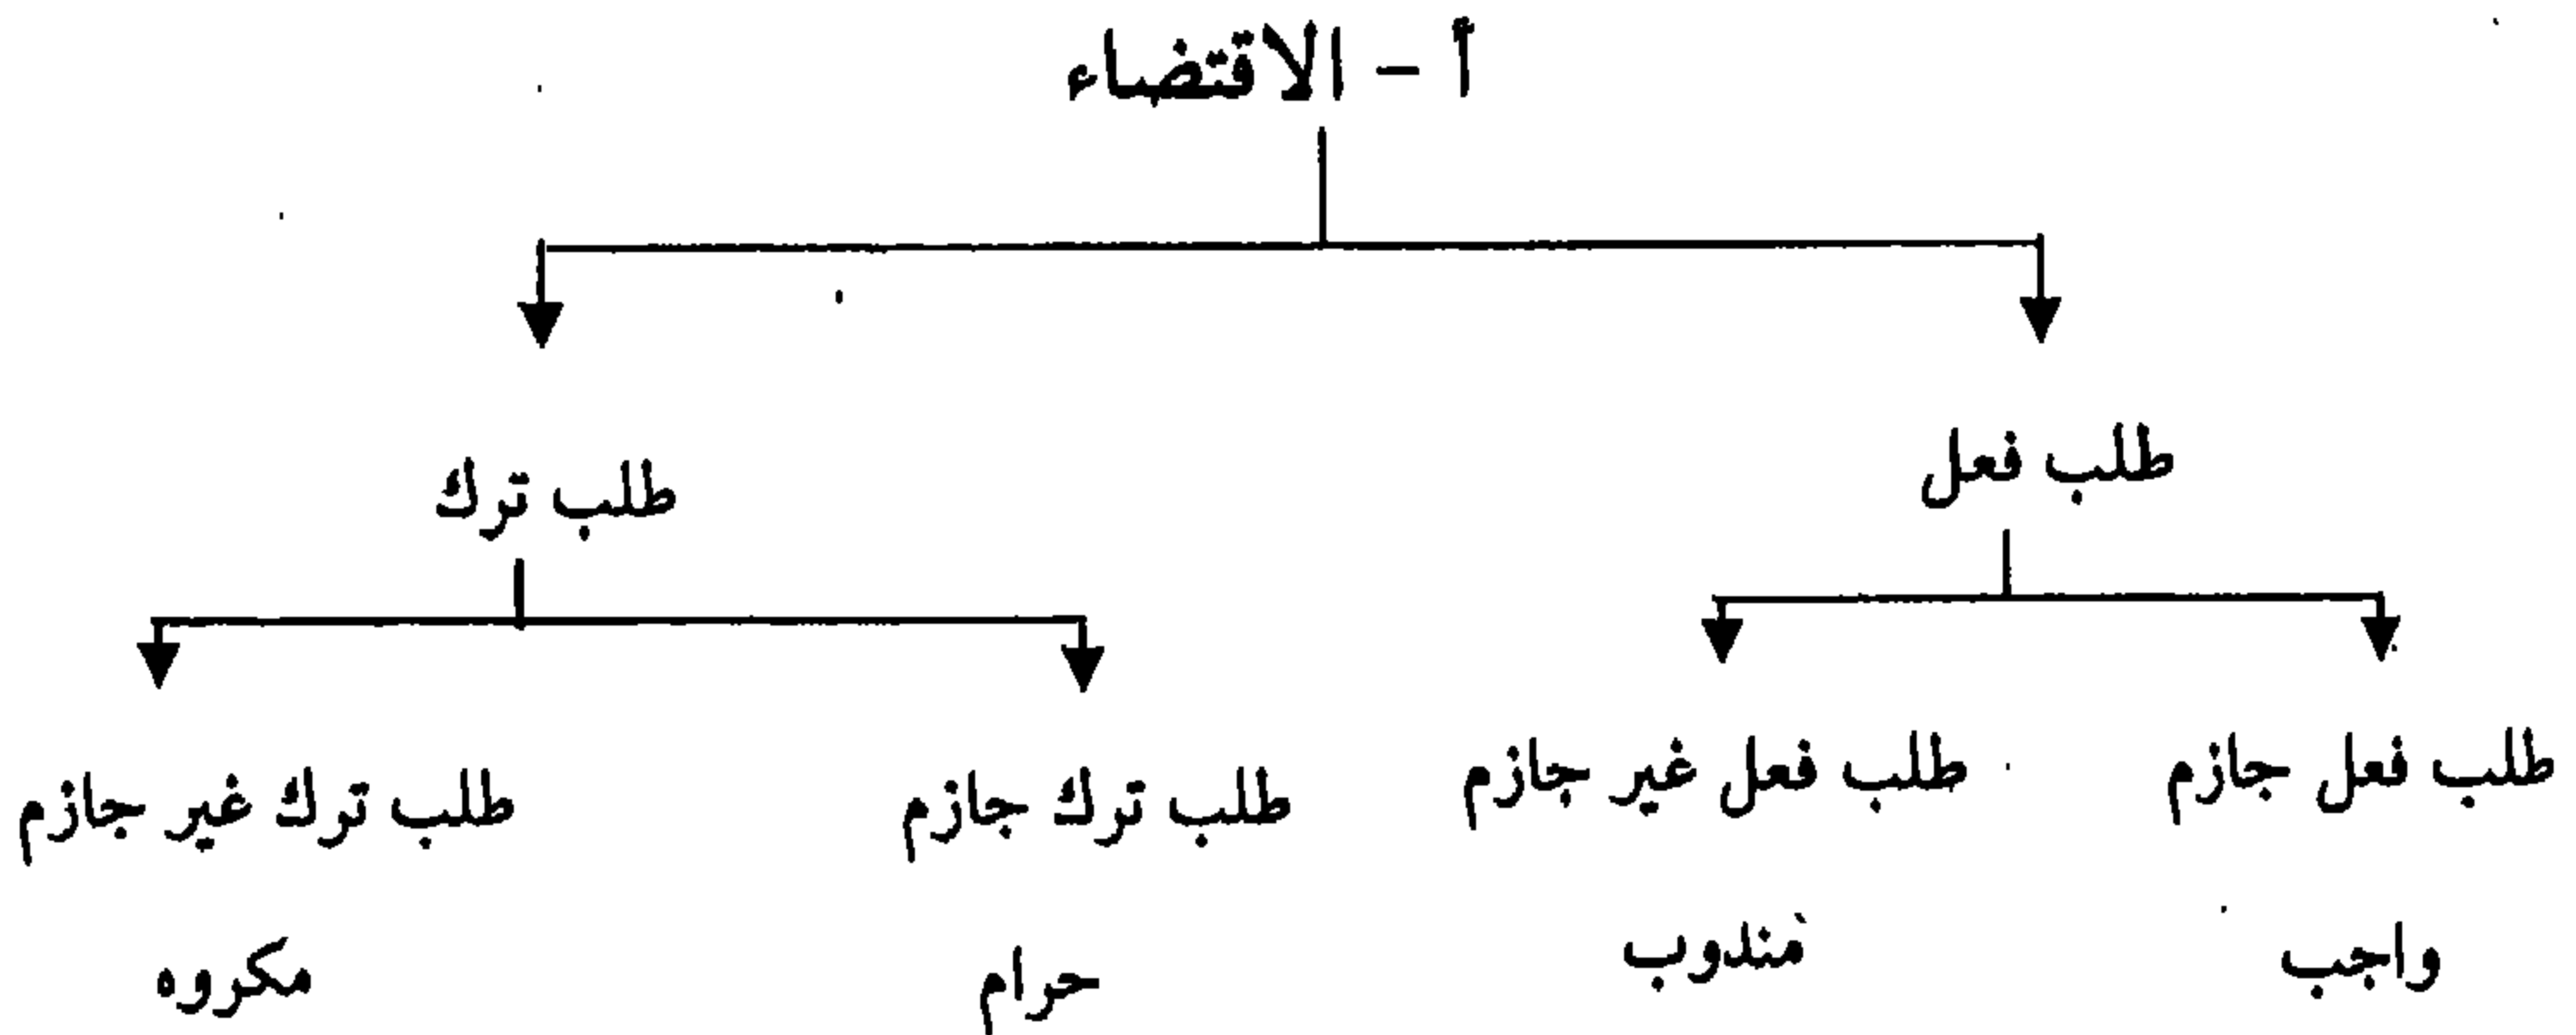 أ - الاقتضاء
طلب فعل
طلب ترك
طلب فعل جازم
طلب فعل غير جازم
طلب ترك جازم
طلب ترك غير جازم
واجب
مندوب
حرام
مكروه